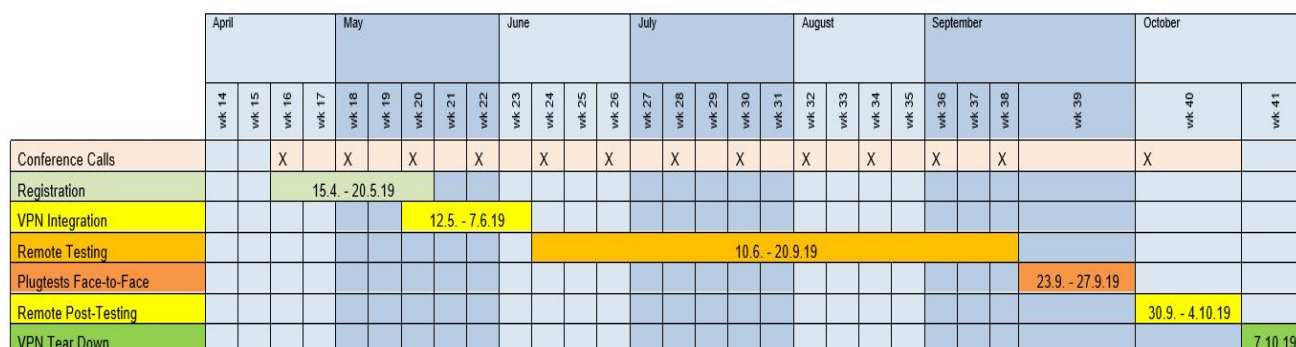 April May June July August September October
wk 14 wk 15 wk 16 wk 17 wk 18 wk 19 wk 20 wk 21 wk 22 wk 23 wk 24 wk 25 wk 26 wk 27 wk 28 wk 29 wk 30 wk 31 wk 32 wk 33 wk 34 wk 35 wk 36 wk 37 wk 38 wk 39 wk 40 wk 41
Conference Calls X X X X X X X X X X X X X
Registration 15.4. - 20.5.19
VPN Integration 12.5. - 7.6.19
Remote Testing 10.6. - 20.9.19
Plugtests Face-to-Face 23.9. - 27.9.19
Remote Post-Testing 30.9. - 4.10.19
VPN Tear Down 7.10.19